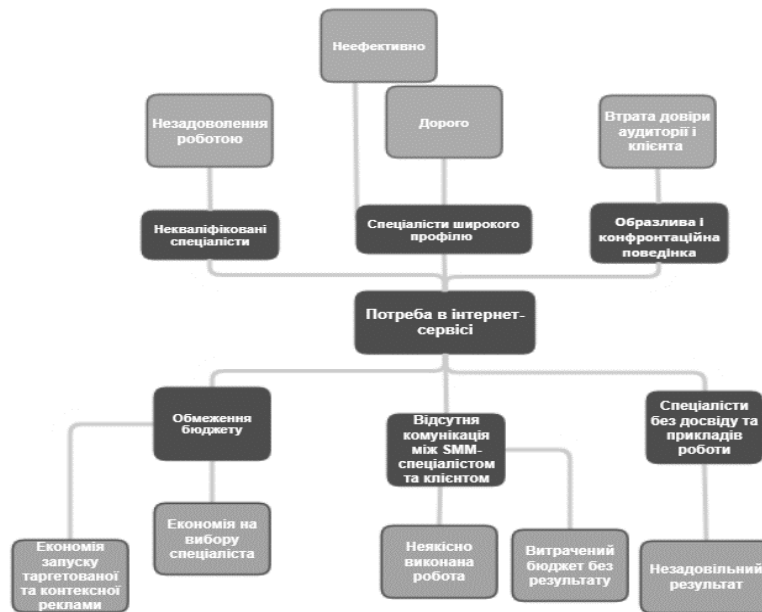 Неефективно
Незадоволення
роботою
Дорого
Втрата довіри
аудиторії і
клієнта
Некваліфіковані
спеціалісти
Спеціалісти широкого
профілю
Образлива і
конфронтаційна
поведінка
Потреба в інтернет-
сервісі
Обмеження
бюджету
Відсутня
комунікація
між SMM-
спеціалістом
та клієнтом
Спеціалісти
без досвіду та
прикладів
роботи
Економія
запуску
таргетованої
та контексної
реклами
Економія на
вибору
спеціаліста
Неякісно
виконана
робота
Витрачений
бюджет без
результату
Незадовільний
результат